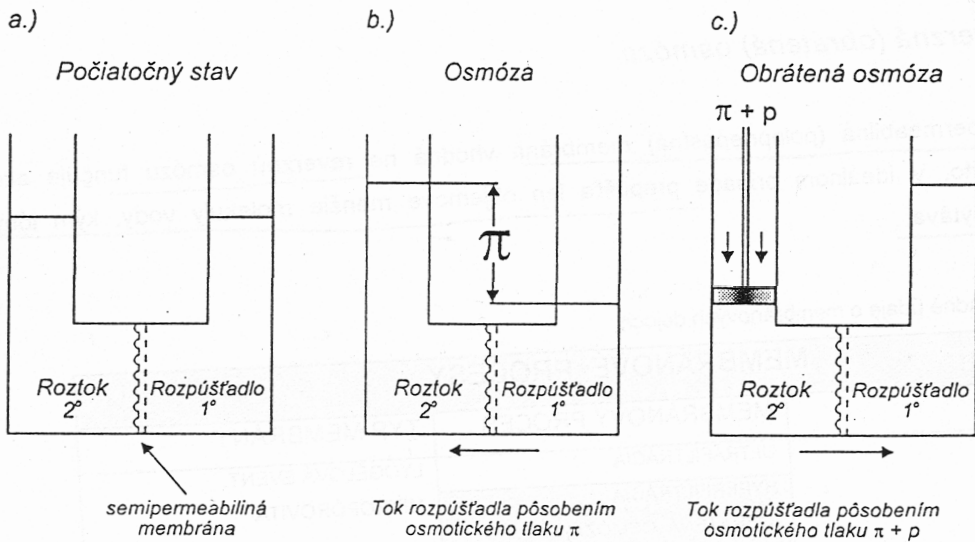 a.)
Počiatočný stav
Roztok
2°
Rozpúšťadlo
1°
semipermeabiliná
membrána
b.)
Osmóza
π
Roztok
2°
Rozpúšťadlo
1°
Tok rozpúšťadla pôsobením
osmotického tlaku π
c.)
Obrátená osmóza
π + p
Roztok
2°
Rozpúšťadlo
1°
Tok rozpúšťadla pôsobením
osmotického tlaku π + p